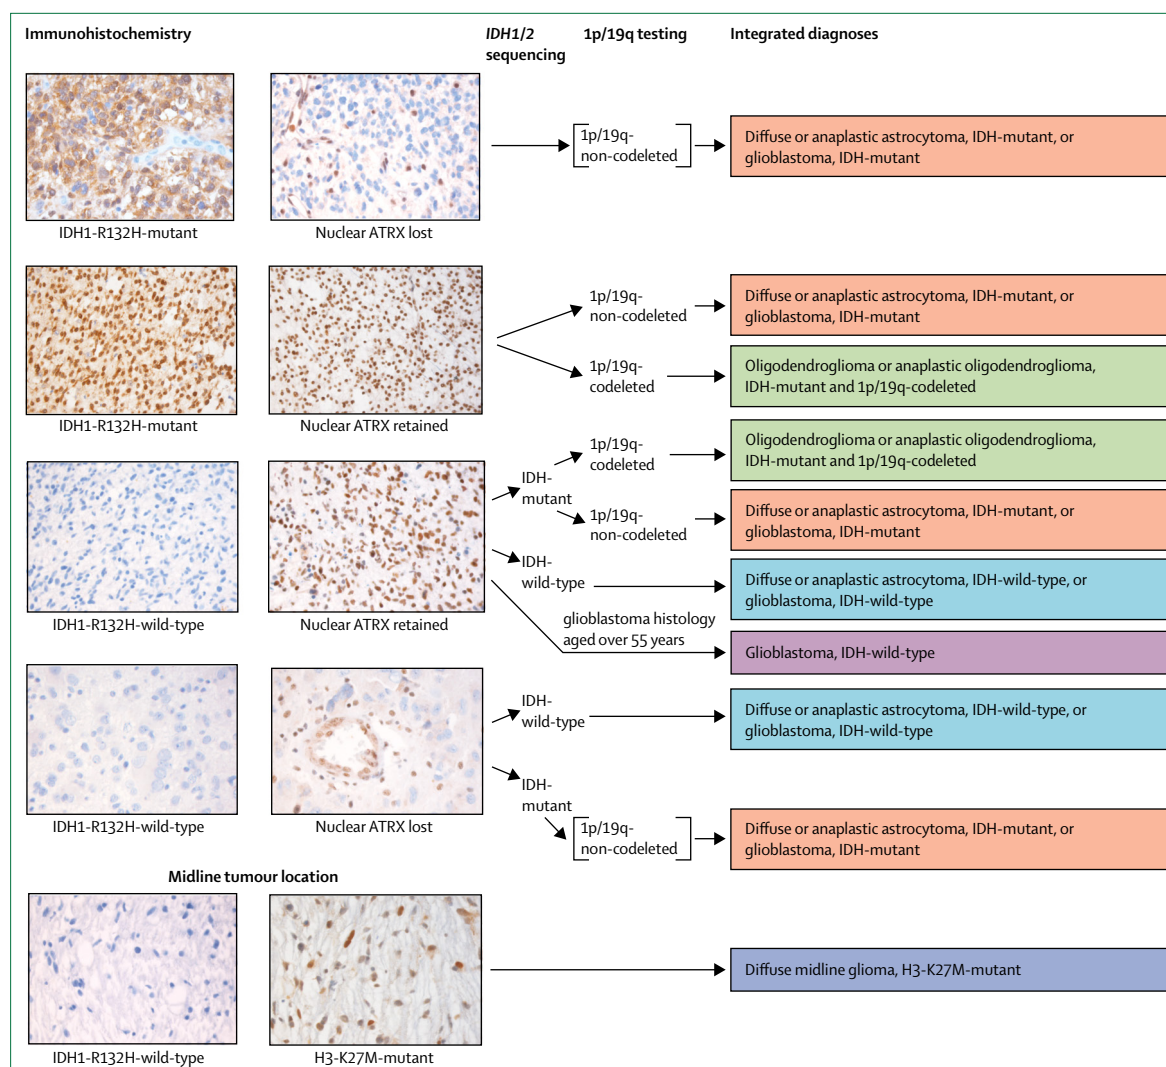 Immunohistochemistry
IDH1/2
sequencing
1p/19q testing
Integrated diagnoses
IDH1-R132H-mutant
Nuclear ATRX lost
1p/19q-
non-codeleted
Diffuse or anaplastic astrocytoma, IDH-mutant, or
glioblastoma, IDH-mutant
IDH1-R132H-mutant
Nuclear ATRX retained
1p/19q-
non-codeleted
Diffuse or anaplastic astrocytoma, IDH-mutant, or
glioblastoma, IDH-mutant
1p/19q-
codeleted
Oligodendroglioma or anaplastic oligodendroglioma,
IDH-mutant and 1p/19q-codeleted
IDH1-R132H-wild-type
Nuclear ATRX retained
IDH-
mutant
1p/19q-
codeleted
Oligodendroglioma or anaplastic oligodendroglioma,
IDH-mutant and 1p/19q-codeleted
1p/19q-
non-codeleted
Diffuse or anaplastic astrocytoma, IDH-mutant, or
glioblastoma, IDH-mutant
IDH-
wild-type
Diffuse or anaplastic astrocytoma, IDH-wild-type, or
glioblastoma, IDH-wild-type
glioblastoma histology
aged over 55 years
Glioblastoma, IDH-wild-type
IDH1-R132H-wild-type
Nuclear ATRX lost
IDH-
wild-type
Diffuse or anaplastic astrocytoma, IDH-wild-type, or
glioblastoma, IDH-wild-type
IDH-
mutant
1p/19q-
non-codeleted
Diffuse or anaplastic astrocytoma, IDH-mutant, or
glioblastoma, IDH-mutant
Midline tumour location
IDH1-R132H-wild-type
H3-K27M-mutant
Diffuse midline glioma, H3-K27M-mutant